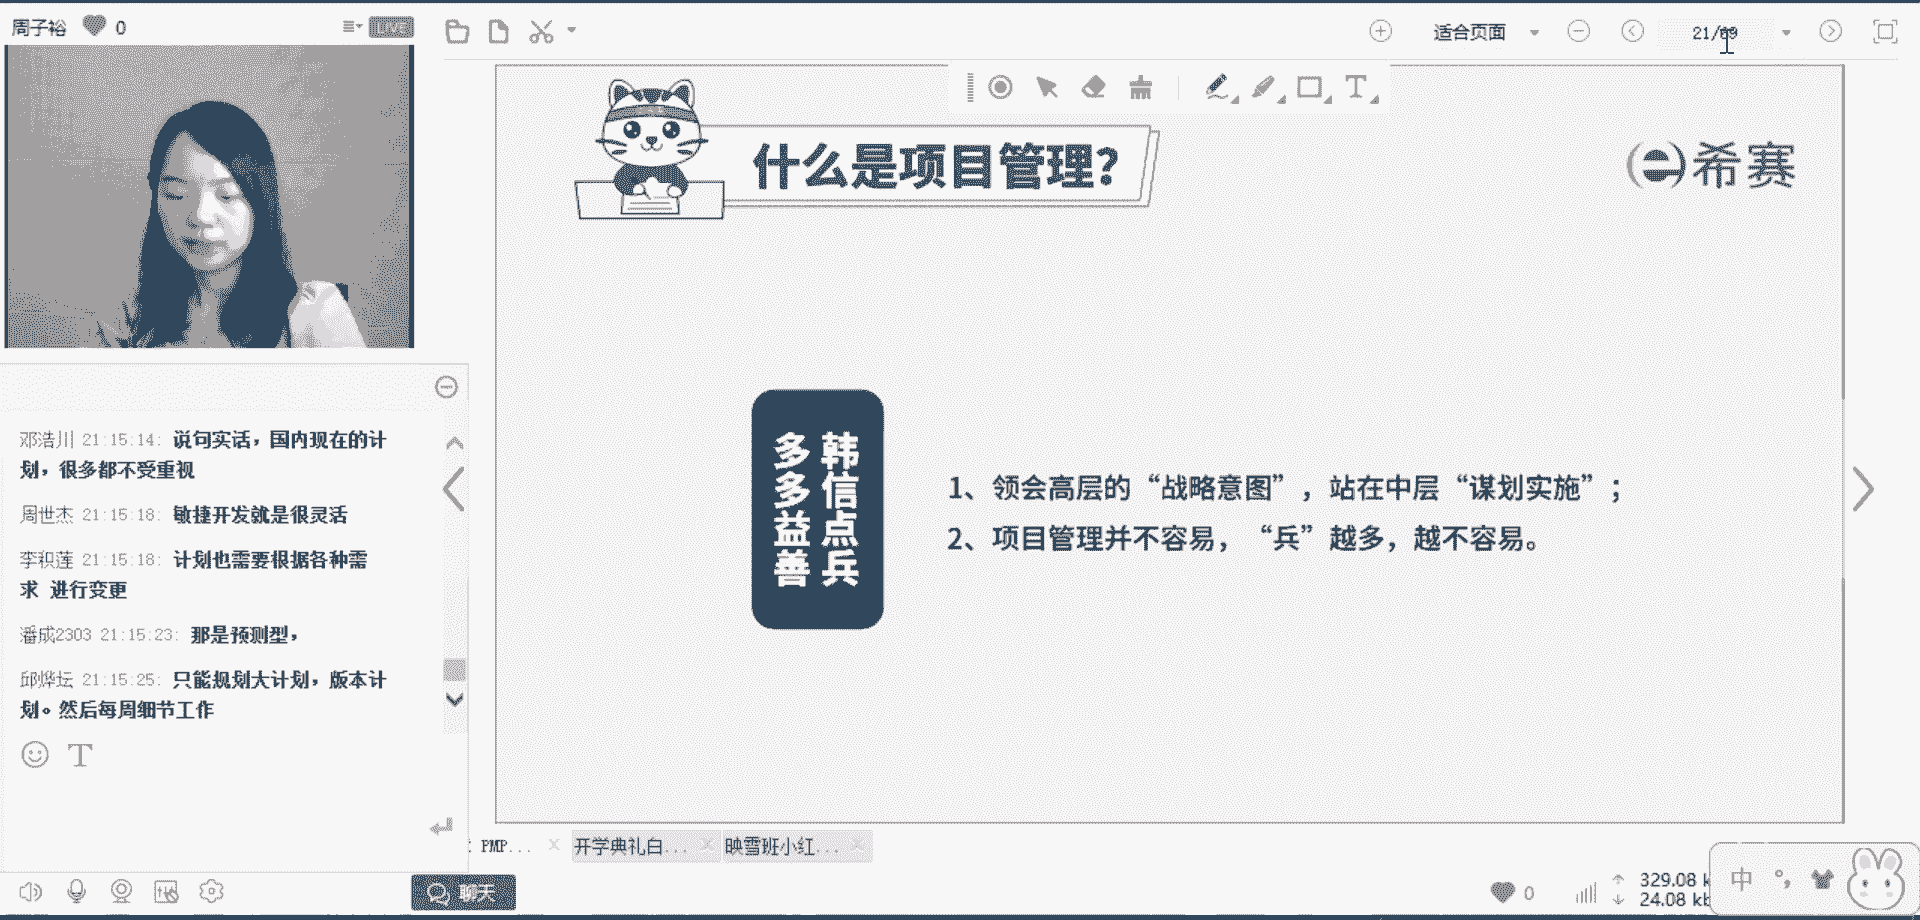 周子裕 0
LIVE
适合页面
21/69
什么是项目管理?
希赛
邓浩川 21:15:14: 说句实话，国内现在的计
划，很多都不受重视
周世杰 21:15:18: 敏捷开发就是很灵活
李积莲 21:15:18: 计划也需要根据各种需
求 进行变更
潘成2303 21:15:23: 那是预测型，
邱烨坛 21:15:25: 只能规划大计划，版本计
划。然后每周细节工作
韩信点兵
多多益善
1、领会高层的“战略意图”，站在中层“谋划实施”；
2、项目管理并不容易，“兵”越多，越不容易。
PMP...
开学典礼白...
映雪班小红...
聊天
0
329.08 k
24.08 kb
中